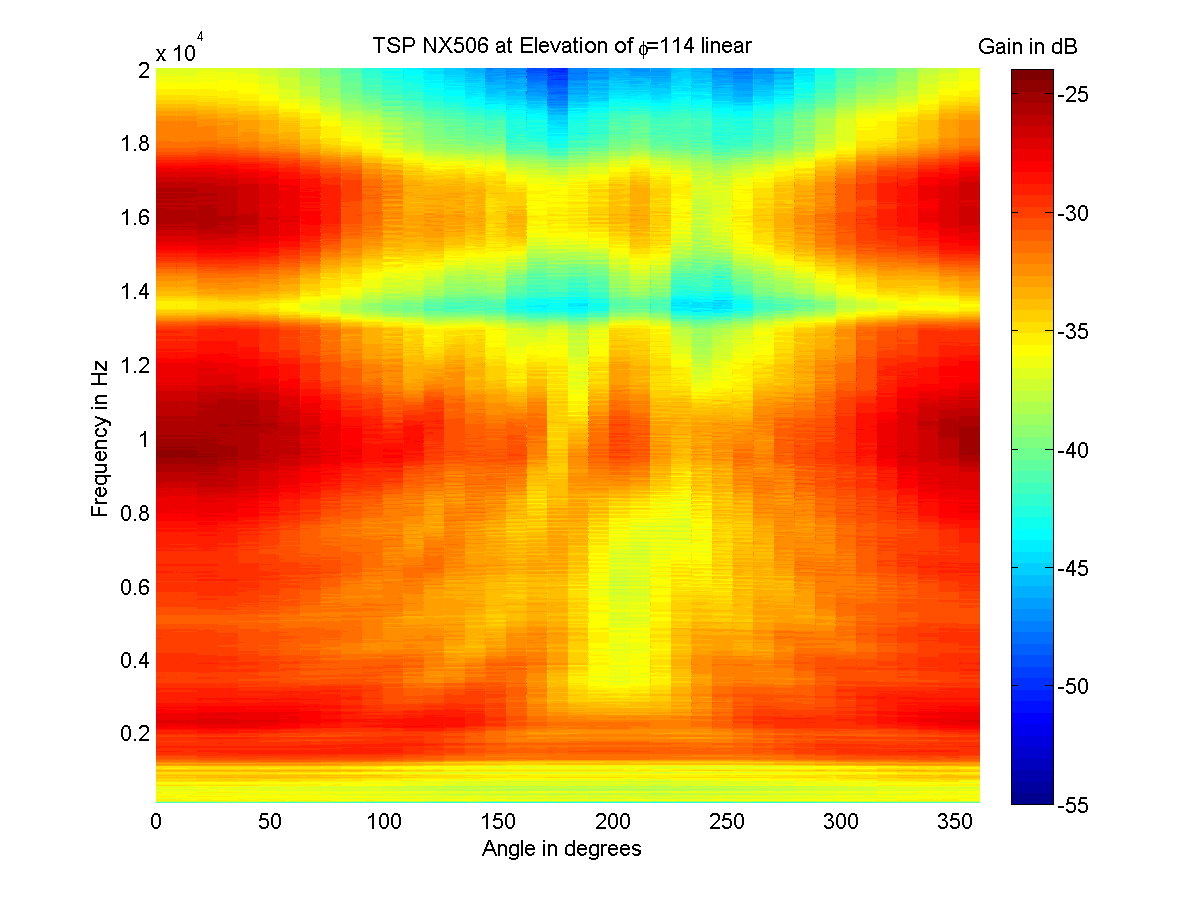 TSP NX506 at Elevation of ϕ=114 linear
Gain in dB
x 10⁴
2
1.8
1.6
1.4
1.2
1
0.8
0.6
0.4
0.2
Frequency in Hz
0 50 100 150 200 250 300 350
Angle in degrees
-25
-30
-35
-40
-45
-50
-55